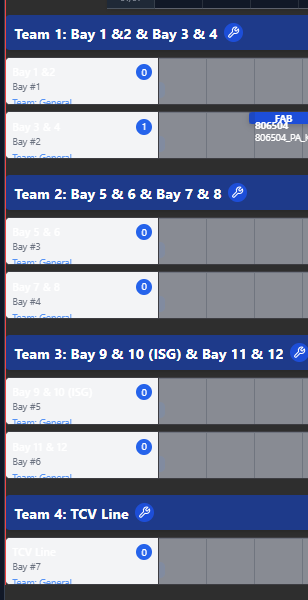 Team 1: Bay 1 &2 & Bay 3 & 4
Bay 1 &2
0
Bay #1
Team: General
Bay 3 & 4
1
Bay #2
Team: General
FAB
806504
806504_PA_
Team 2: Bay 5 & 6 & Bay 7 & 8
Bay 5 & 6
0
Bay #3
Team: General
Bay 7 & 8
0
Bay #4
Team: General
Team 3: Bay 9 & 10 (ISG) & Bay 11 & 12
Bay 9 & 10 (ISG)
0
Bay #5
Team: General
Bay 11 & 12
0
Bay #6
Team: General
Team 4: TCV Line
TCV Line
0
Bay #7
Team: General